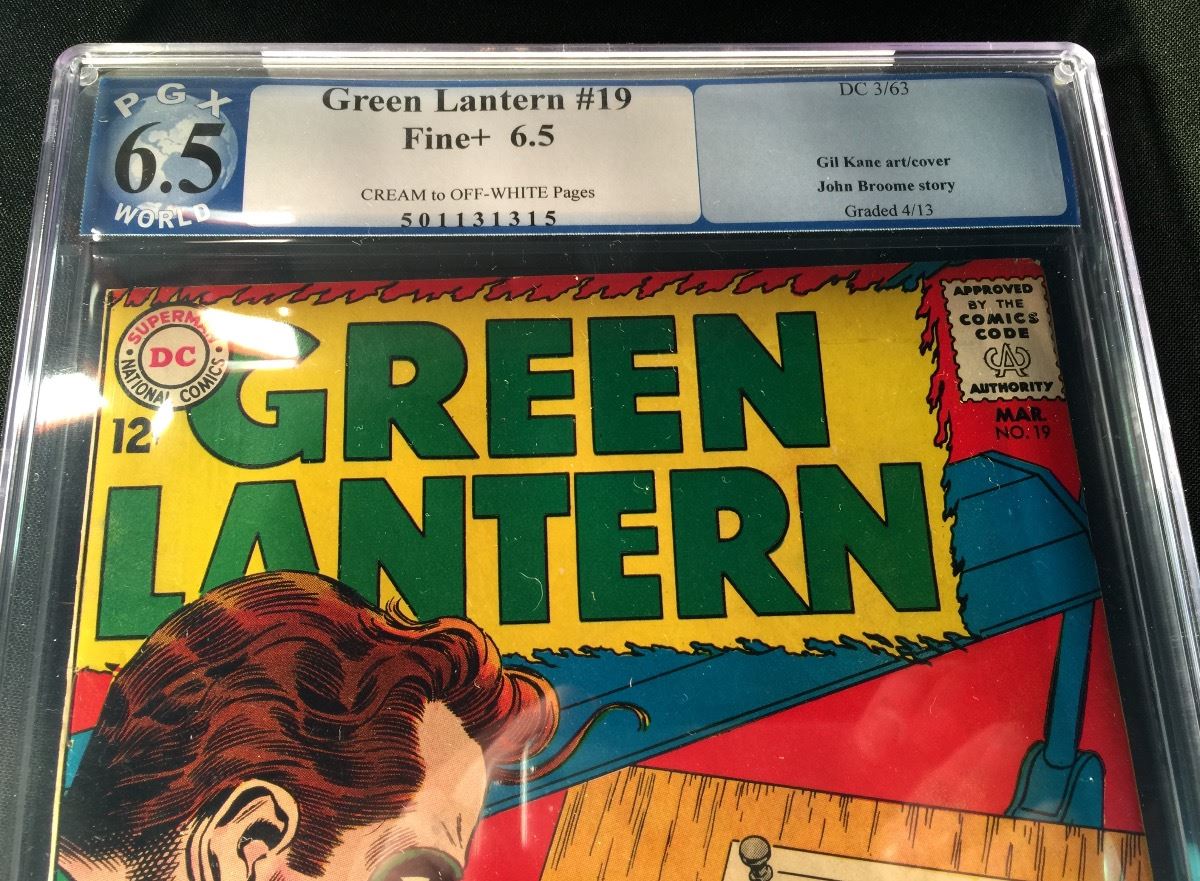 PGX
6.5
WORLD
Green Lantern #19
Fine+ 6.5
CREAM to OFF-WHITE Pages
501131315
DC 3/63
Gil Kane art/cover
John Broome story
Graded 4/13
SUPERMAN
DC
NATIONAL COMICS
12¢
GREEN
LANTERN
APPROVED
BY THE
COMICS
CODE
CA
AUTHORITY
MAR.
NO. 19